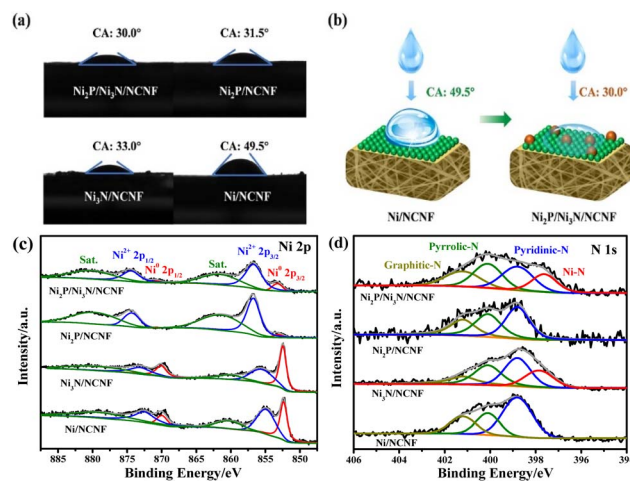 (a)
CA: 30.0° CA: 31.5°
Ni₂P/Ni₃N/NCNF Ni₂P/NCNF
CA: 33.0° CA: 49.5°
Ni₃N/NCNF Ni/NCNF
(b)
CA: 49.5° CA: 30.0°
Ni/NCNF Ni₂P/Ni₃N/NCNF
(c) Ni 2p
Sat. Ni²⁺ 2p₁/₂ Ni⁰ 2p₁/₂ Sat. Ni²⁺ 2p₃/₂ Ni⁰ 2p₃/₂
Ni₂P/Ni₃N/NCNF
Ni₂P/NCNF
Ni₃N/NCNF
Ni/NCNF
Intensity/a.u.
885 880 875 870 865 860 855 850
Binding Energy/eV
(d) N 1s
Pyrrolic-N Pyridinic-N
Graphitic-N Ni-N
Ni₂P/Ni₃N/NCNF
Ni₂P/NCNF
Ni₃N/NCNF
Ni/NCNF
Intensity/a.u.
406 404 402 400 398 396
Binding Energy/eV